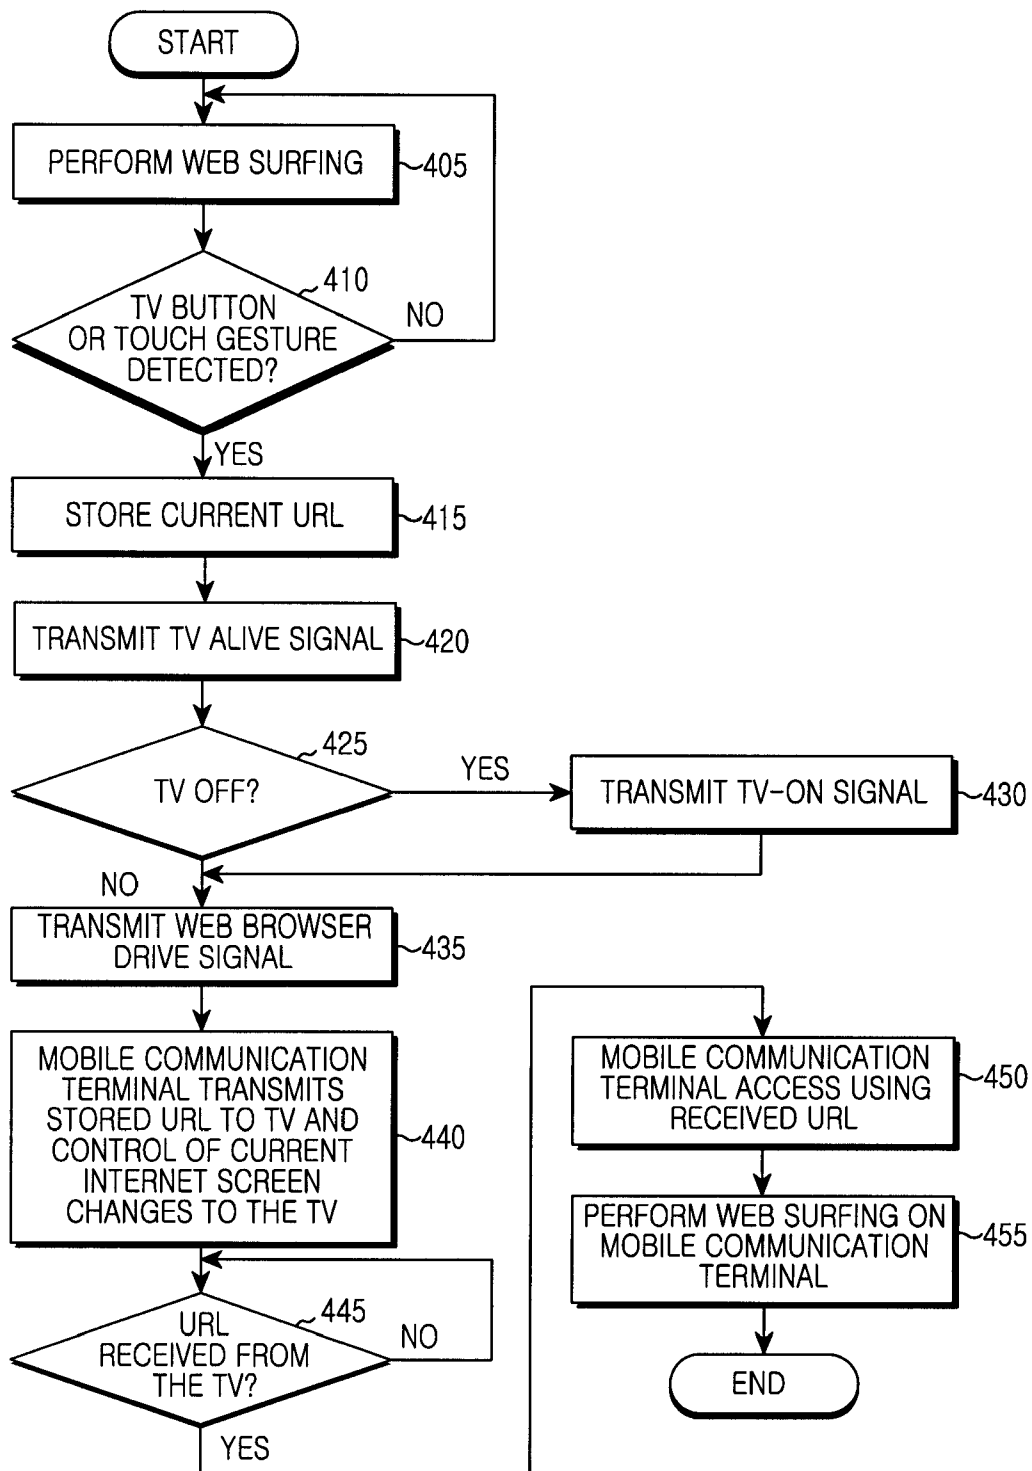 START
PERFORM WEB SURFING
405
410
TV BUTTON
OR TOUCH GESTURE
DETECTED?
NO
YES
STORE CURRENT URL
415
TRANSMIT TV ALIVE SIGNAL
420
425
TV OFF?
YES
TRANSMIT TV-ON SIGNAL
430
NO
TRANSMIT WEB BROWSER
DRIVE SIGNAL
435
MOBILE COMMUNICATION
TERMINAL TRANSMITS
STORED URL TO TV AND
CONTROL OF CURRENT
INTERNET SCREEN
CHANGES TO THE TV
440
445
URL
RECEIVED FROM
THE TV?
NO
YES
MOBILE COMMUNICATION
TERMINAL ACCESS USING
RECEIVED URL
450
PERFORM WEB SURFING ON
MOBILE COMMUNICATION
TERMINAL
455
END